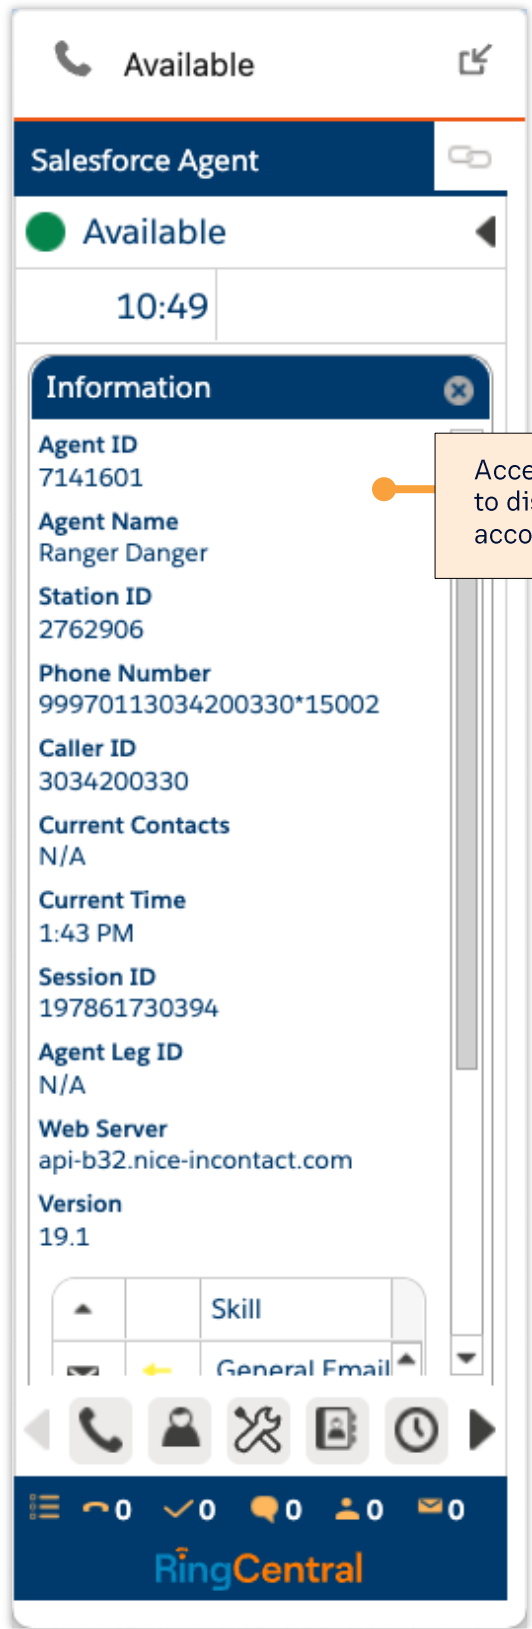 Available
Salesforce Agent
Available
10:49
Information
Agent ID
7141601
Agent Name
Ranger Danger
Station ID
2762906
Phone Number
99970113034200330*15002
Caller ID
3034200330
Current Contacts
N/A
Current Time
1:43 PM
Session ID
197861730394
Agent Leg ID
N/A
Web Server
api-b32.nice-incontact.com
Version
19.1
Skill
General Email
0 0 0 0 0
RingCentral